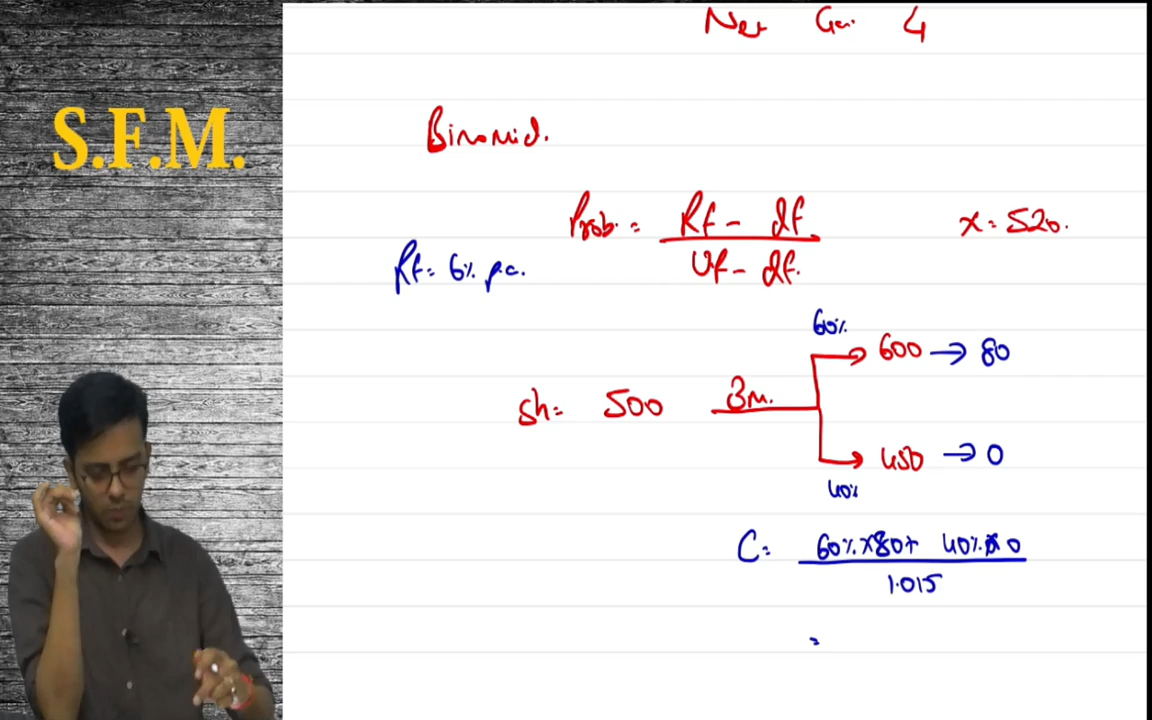 S.F.M.
Net Ga. 4
Binomial.
Prob. = Rf - df / Uf - df.
x = 520.
Rf = 6% p.a.
60%
600 → 80
Sh = 500 3m.
450 → 0
40%
C = 60% x 80 + 40% x 0
1.015
=